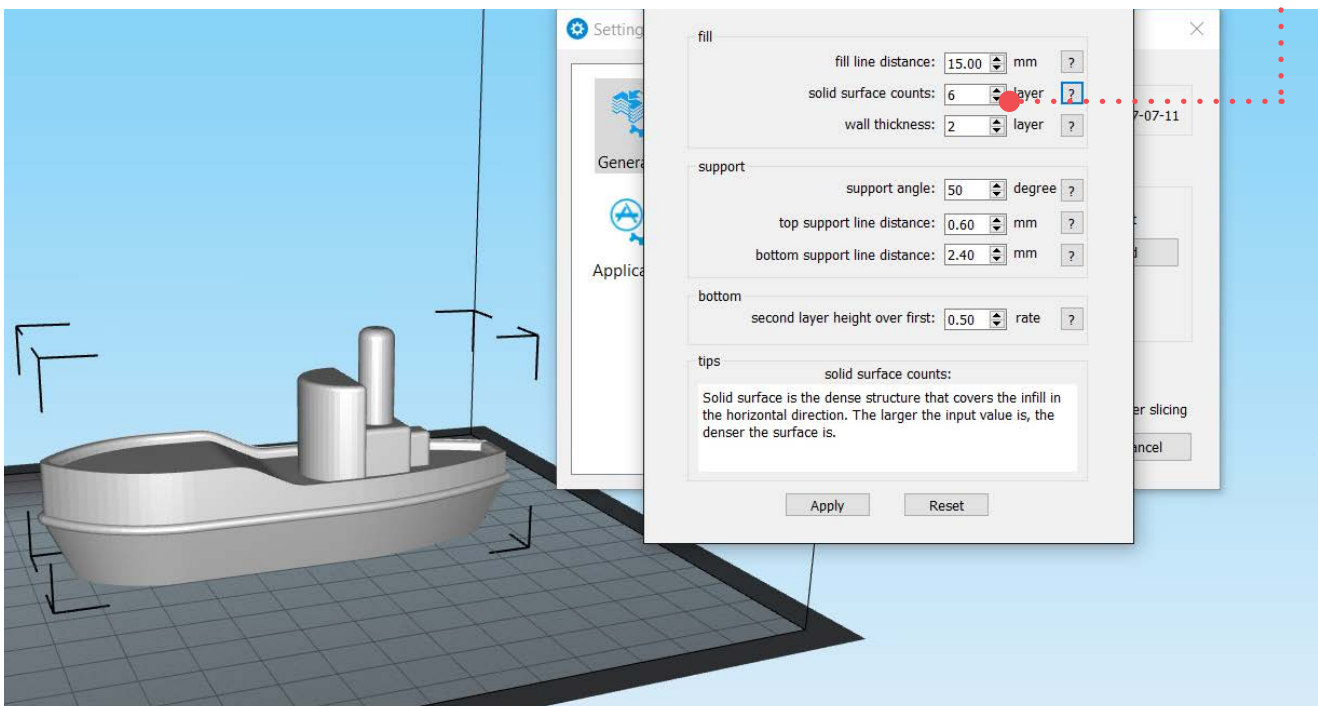 Setting
fill
fill line distance: 15.00 mm ?
solid surface counts: 6 layer ?
7-07-11
wall thickness: 2 layer ?
Genera
support
support angle: 50 degree ?
top support line distance: 0.60 mm ?
bottom support line distance: 2.40 mm ?
Applica
bottom
second layer height over first: 0.50 rate ?
tips
solid surface counts:
Solid surface is the dense structure that covers the infill in
the horizontal direction. The larger the input value is, the
denser the surface is.
er slicing
ancel
Apply Reset